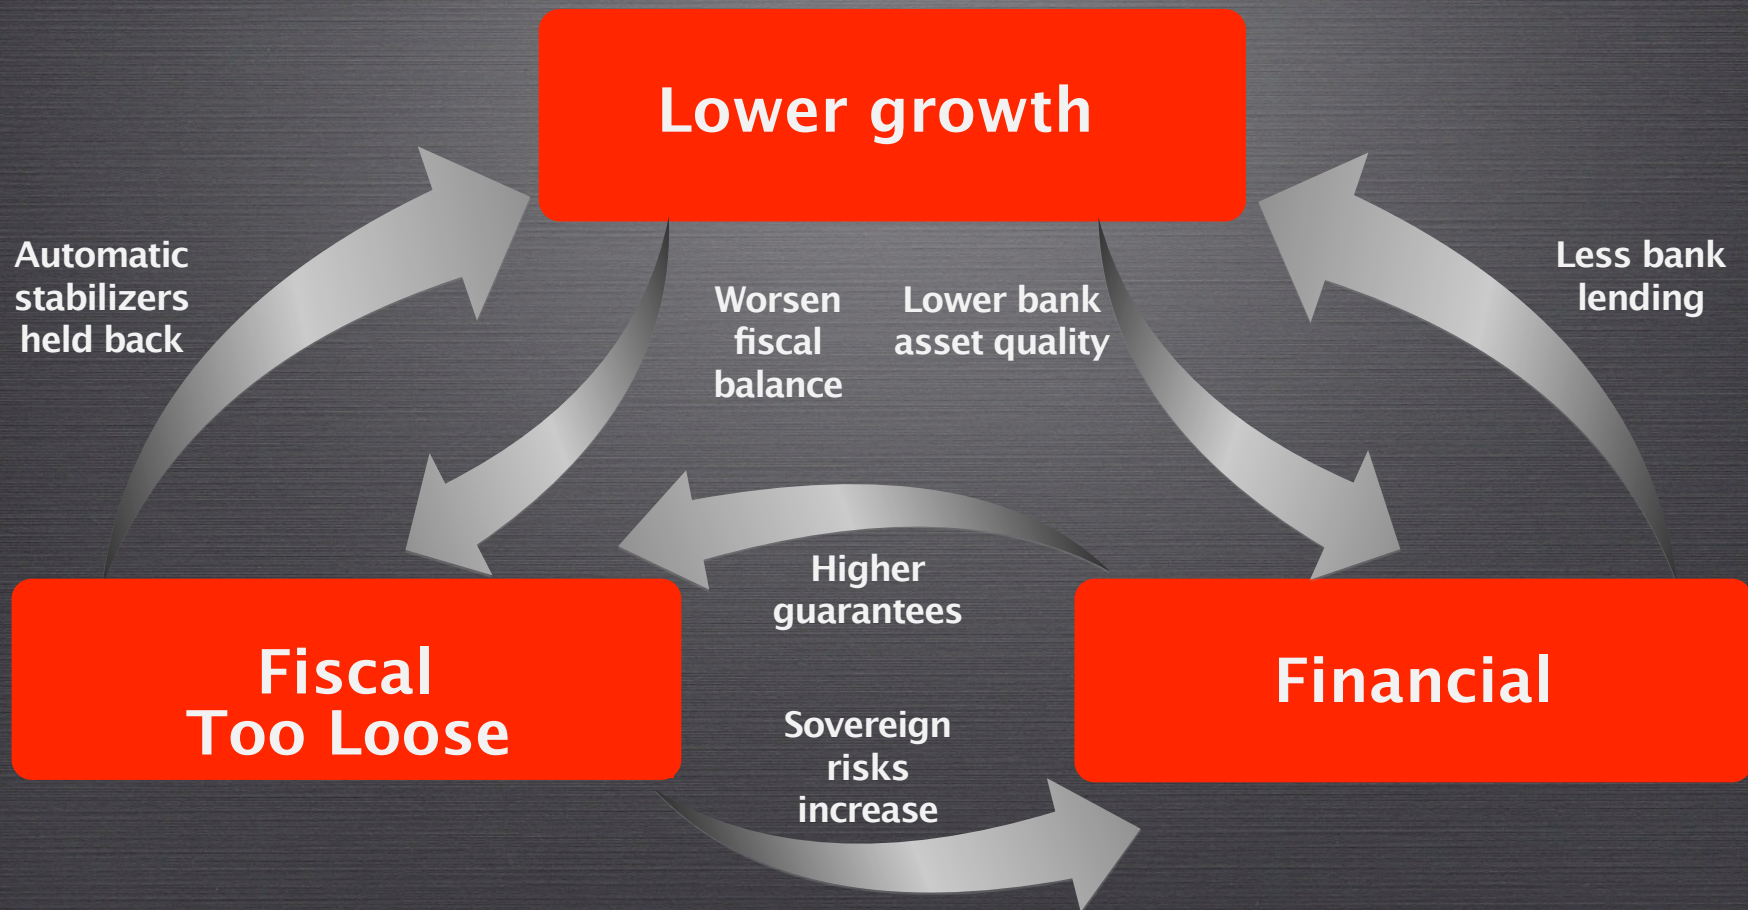 Lower growth
Automatic
stabilizers
held back
Worsen
fiscal
balance
Lower bank
asset quality
Less bank
lending
Higher
guarantees
Fiscal
Too Loose
Financial
Sovereign
risks
increase